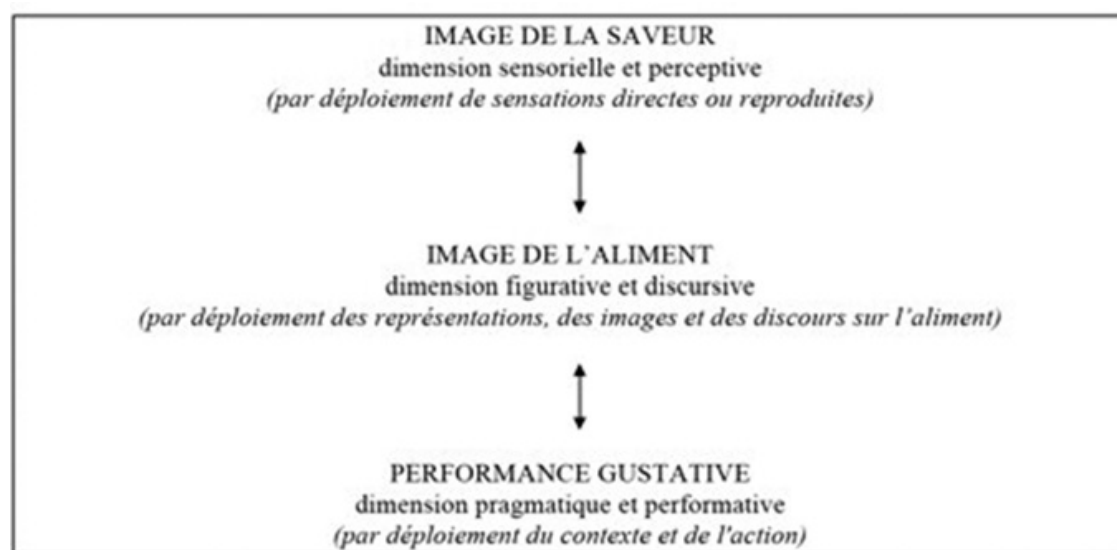 IMAGE DE LA SAVEUR
dimension sensorielle et perceptive
(par déploiement de sensations directes ou reproduites)
IMAGE DE L’ALIMENT
dimension figurative et discursive
(par déploiement des représentations, des images et des discours sur l’aliment)
PERFORMANCE GUSTATIVE
dimension pragmatique et performative
(par déploiement du contexte et de l'action)